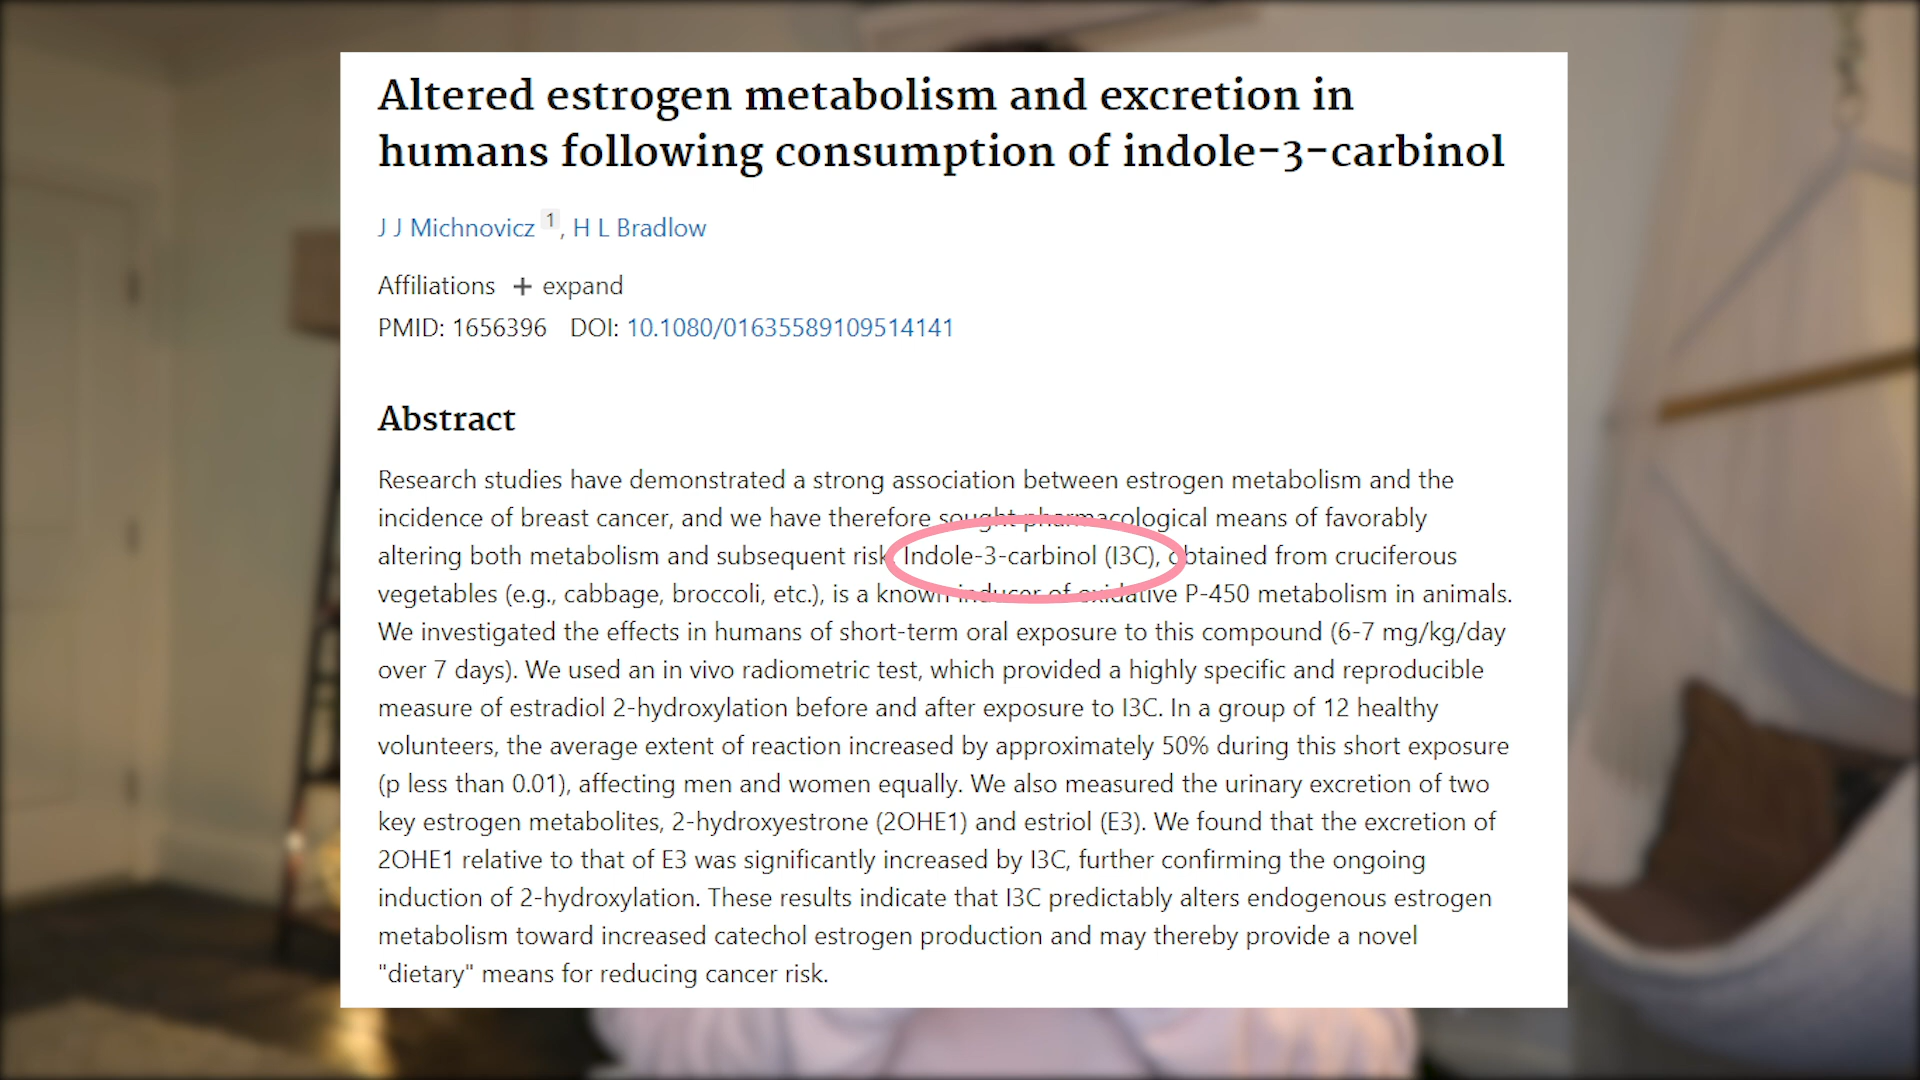 Altered estrogen metabolism and excretion in
humans following consumption of indole-3-carbinol
J J Michnovicz 1, H L Bradlow
Affiliations + expand
PMID: 1656396 DOI: 10.1080/01635589109514141
Abstract
Research studies have demonstrated a strong association between estrogen metabolism and the
incidence of breast cancer, and we have therefore sought pharmacological means of favorably
altering both metabolism and subsequent risk. Indole-3-carbinol (I3C), obtained from cruciferous
vegetables (e.g., cabbage, broccoli, etc.), is a known inducer of oxidative P-450 metabolism in animals.
We investigated the effects in humans of short-term oral exposure to this compound (6-7 mg/kg/day
over 7 days). We used an in vivo radiometric test, which provided a highly specific and reproducible
measure of estradiol 2-hydroxylation before and after exposure to I3C. In a group of 12 healthy
volunteers, the average extent of reaction increased by approximately 50% during this short exposure
(p less than 0.01), affecting men and women equally. We also measured the urinary excretion of two
key estrogen metabolites, 2-hydroxyestrone (2OHE1) and estriol (E3). We found that the excretion of
2OHE1 relative to that of E3 was significantly increased by I3C, further confirming the ongoing
induction of 2-hydroxylation. These results indicate that I3C predictably alters endogenous estrogen
metabolism toward increased catechol estrogen production and may thereby provide a novel
"dietary" means for reducing cancer risk.